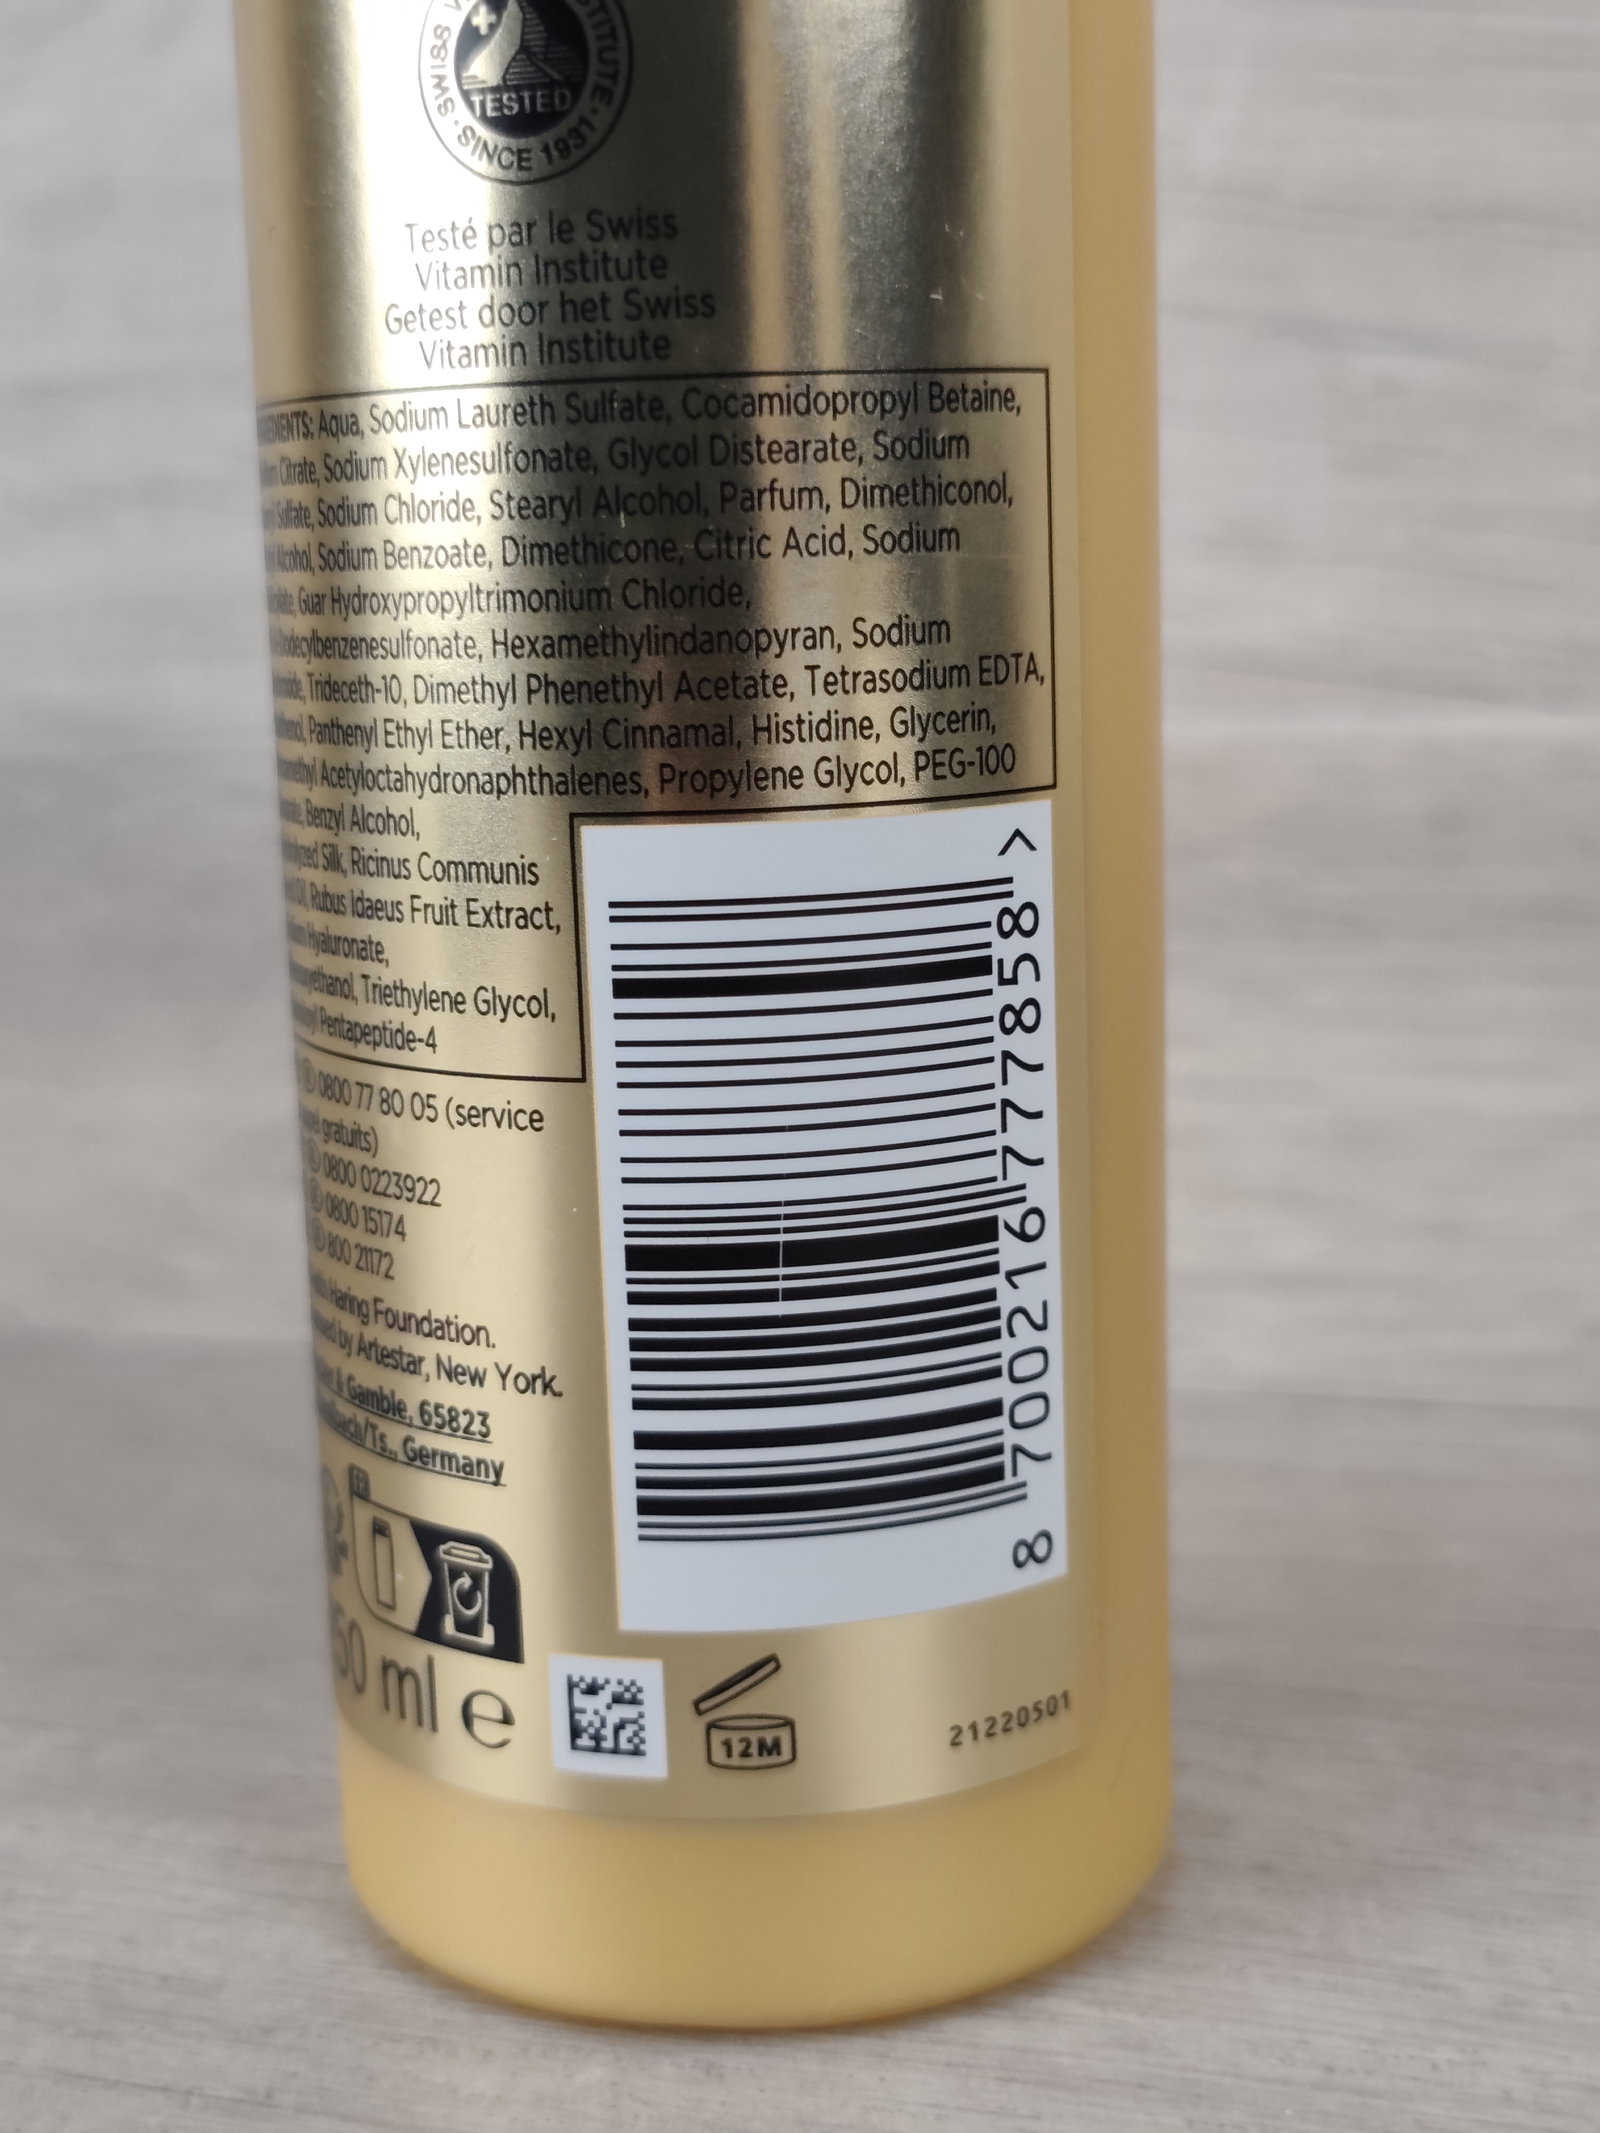 SWISS
TESTED
SINCE 1931
Testé par le Swiss
Vitamin Institute
Getest door het Swiss
Vitamin Institute
Aqua, Sodium Laureth Sulfate, Cocamidopropyl Betaine,
Citrate, Sodium Xylenesulfonate, Glycol Distearate, Sodium
Sulfate, Sodium Chloride, Stearyl Alcohol, Parfum, Dimethiconol,
Alcohol, Sodium Benzoate, Dimethicone, Citric Acid, Sodium
Guar Hydroxypropyltrimonium Chloride,
Hexamethylindanopyran, Sodium
Trideceth-10, Dimethyl Phenethyl Acetate, Tetrasodium EDTA,
Panthenyl Ethyl Ether, Hexyl Cinnamal, Histidine, Glycerin,
Acetyloctahydronaphthalenes, Propylene Glycol, PEG-100
Benzyl Alcohol,
Silk, Ricinus Communis
Oil, Rubus Idaeus Fruit Extract,
Hyaluronate,
Triethylene Glycol,
Pentapeptide-4
0800 77 80 05 (service
gratuits)
0800 0223922
0800 15174
800 21172
Haring Foundation.
by Artestar, New York.
& Gamble, 65823
Germany
ml e
12M
21220501
8 700216 777858 >